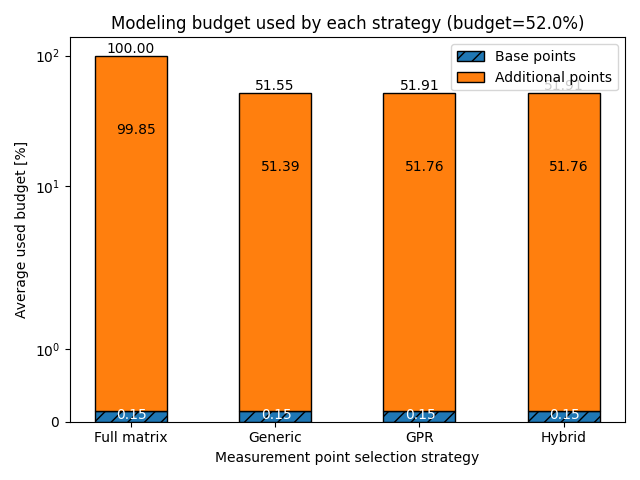 Modeling budget used by each strategy (budget=52.0%)
Base points
Additional points
100.00
51.55
51.91
51.91
99.85
51.39
51.76
51.76
0.15
0.15
0.15
0.15
10²
10¹
10⁰
0
Average used budget [%]
Full matrix
Generic
GPR
Hybrid
Measurement point selection strategy